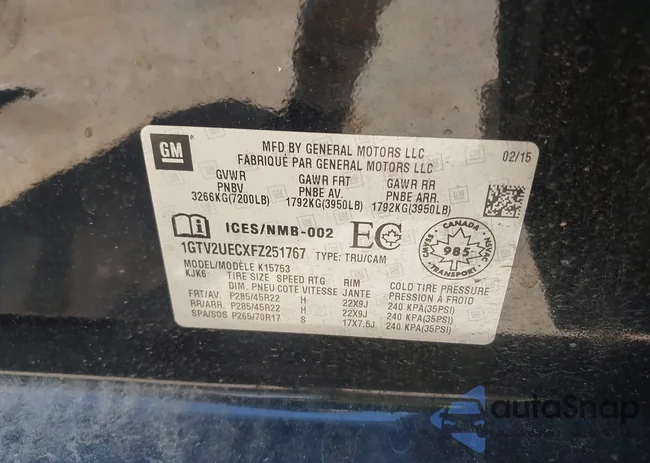 GM
MFD BY GENERAL MOTORS LLC
FABRIQUÉ PAR GENERAL MOTORS LLC
02/15
GVWR GAWR FRT GAWR RR
PNBV PNBE AV. PNBE ARR.
3266KG(7200LB) 1792KG(3950LB) 1792KG(3950LB)
ICES/NMB-002 EC
CANADA
CMVSS 985 NSVAC
TRANSPORT
1GTV2UECXFZ251767 TYPE: TRU/CAM
MODEL/MODÈLE K15753
KJK6 TIRE SIZE SPEED RTG RIM COLD TIRE PRESSURE
DIM. PNEU COTE VITESSE JANTE PRESSION À FROID
FRT/AV. P285/45R22 H 22X9J 240 KPA(35PSI)
RR/ARR. P285/45R22 H 22X9J 240 KPA(35PSI)
SPA/SOS P265/70R17 S 17X7.5J 240 KPA(35PSI)
autoSnap